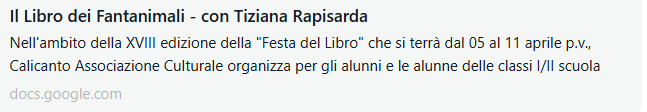 Il Libro dei Fantanimali - con Tiziana Rapisarda
Nell'ambito della XVIII edizione della "Festa del Libro" che si terrà dal 05 al 11 aprile p.v.,
Calicanto Associazione Culturale organizza per gli alunni e le alunne delle classi I/II scuola
docs.google.com